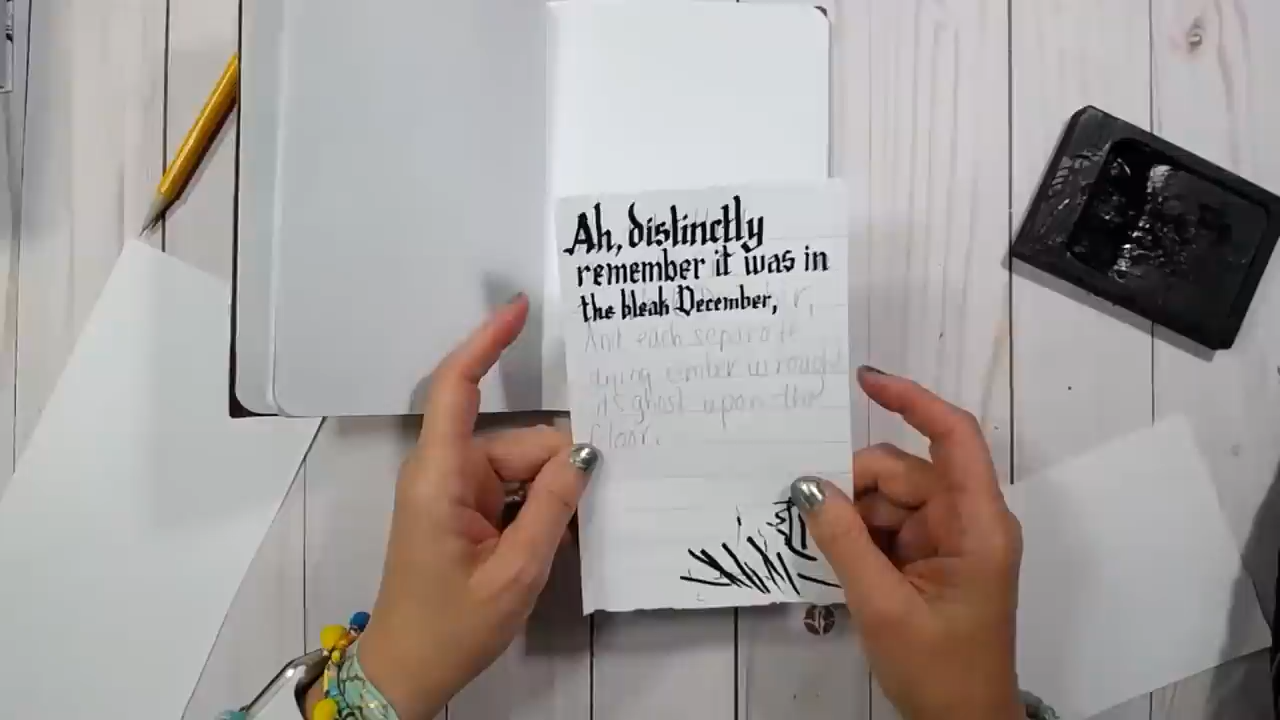 Ah, distinctly
remember it was in
the bleak December,
And each separate
dying ember wrought
its ghost upon the
floor.